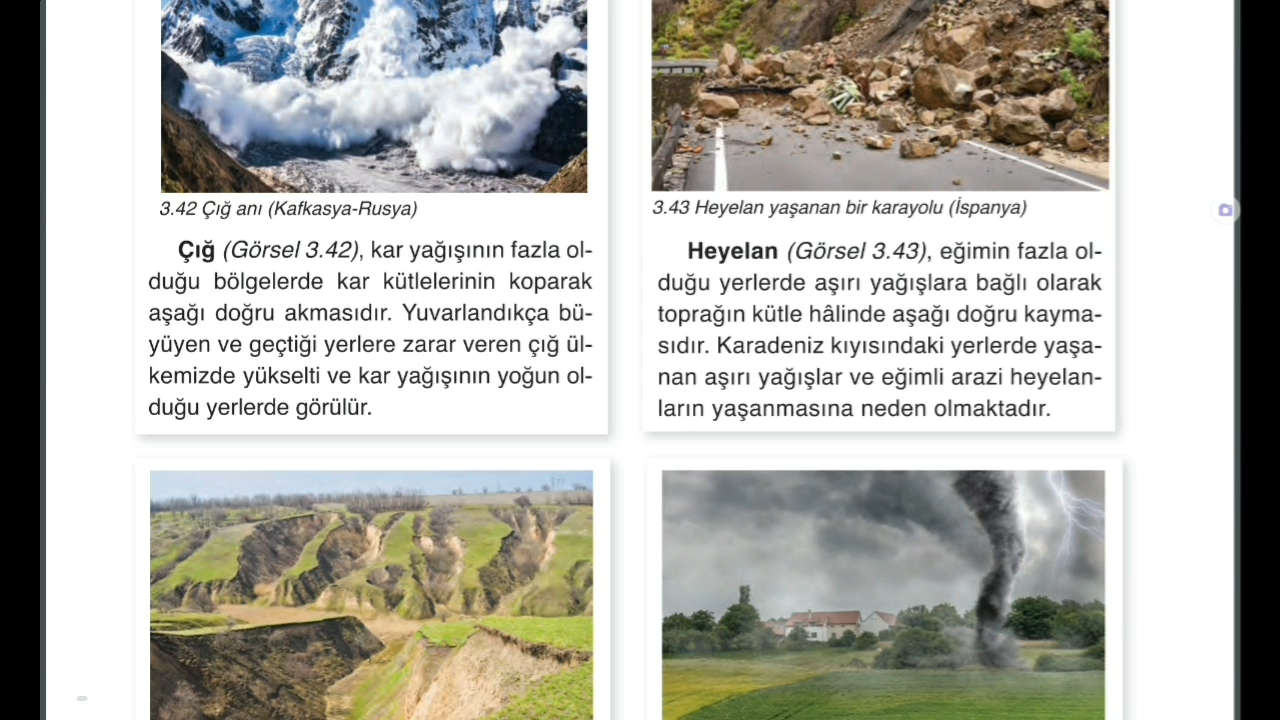 3.42 Çığ anı (Kafkasya-Rusya)
Çığ (Görsel 3.42), kar yağışının fazla ol-
duğu bölgelerde kar kütlelerinin koparak
aşağı doğru akmasıdır. Yuvarlandıkça bü-
yüyen ve geçtiği yerlere zarar veren çığ ül-
kemizde yükselti ve kar yağışının yoğun ol-
duğu yerlerde görülür.
3.43 Heyelan yaşanan bir karayolu (İspanya)
Heyelan (Görsel 3.43), eğimin fazla ol-
duğu yerlerde aşırı yağışlara bağlı olarak
toprağın kütle hâlinde aşağı doğru kayma-
sıdır. Karadeniz kıyısındaki yerlerde yaşa-
nan aşırı yağışlar ve eğimli arazi heyelan-
ların yaşanmasına neden olmaktadır.